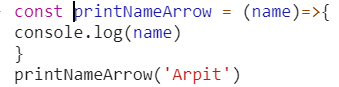 const printNameArrow = (name)=>{
console.log(name)
}
printNameArrow('Arpit')